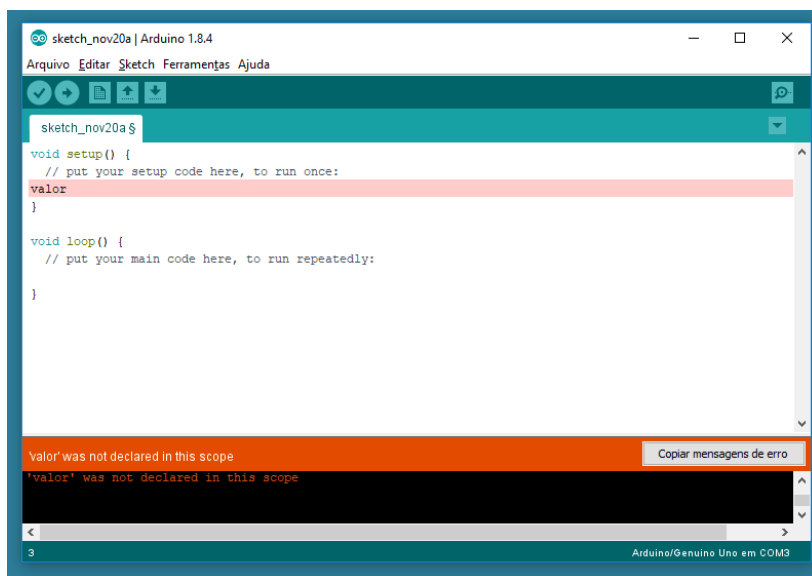 sketch_nov20a | Arduino 1.8.4
Arquivo Editar Sketch Ferramentas Ajuda
sketch_nov20a §
void setup() {
  // put your setup code here, to run once:
valor
}
void loop() {
  // put your main code here, to run repeatedly:
}
'valor' was not declared in this scope
Copiar mensagens de erro
'valor' was not declared in this scope
3
Arduino/Genuino Uno em COM3